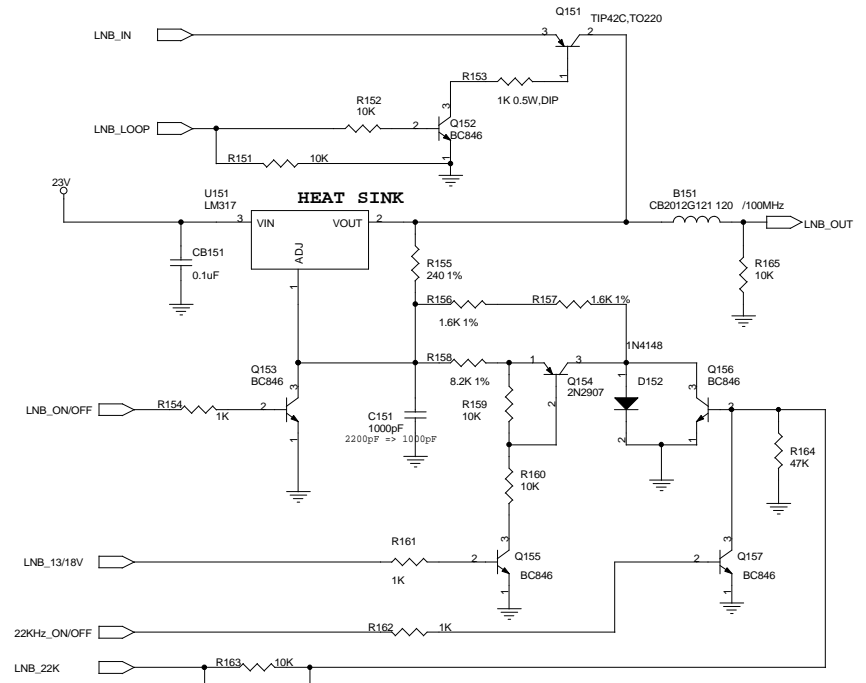 Q151
TIP42C,TO220
LNB_IN
3
2
1
R153
1K 0.5W,DIP
R152
10K
LNB_LOOP
2
3
1
Q152
BC846
R151
10K
23V
U151
LM317
HEAT SINK
3
VIN
VOUT
2
ADJ
1
B151
CB2012G121 120 /100MHz
LNB_OUT
CB151
0.1uF
R155
240 1%
R165
10K
R156
1.6K 1%
R157
1.6K 1%
1N4148
Q153
BC846
R158
8.2K 1%
1
3
2
Q154
2N2907
D152
1
2
Q156
BC846
3
2
1
LNB_ON/OFF
R154
1K
2
3
1
C151
1000pF
2200pF => 1000pF
R159
10K
R164
47K
R160
10K
LNB_13/18V
R161
1K
2
3
1
Q155
BC846
2
3
1
Q157
BC846
22KHz_ON/OFF
R162
1K
LNB_22K
R163
10K